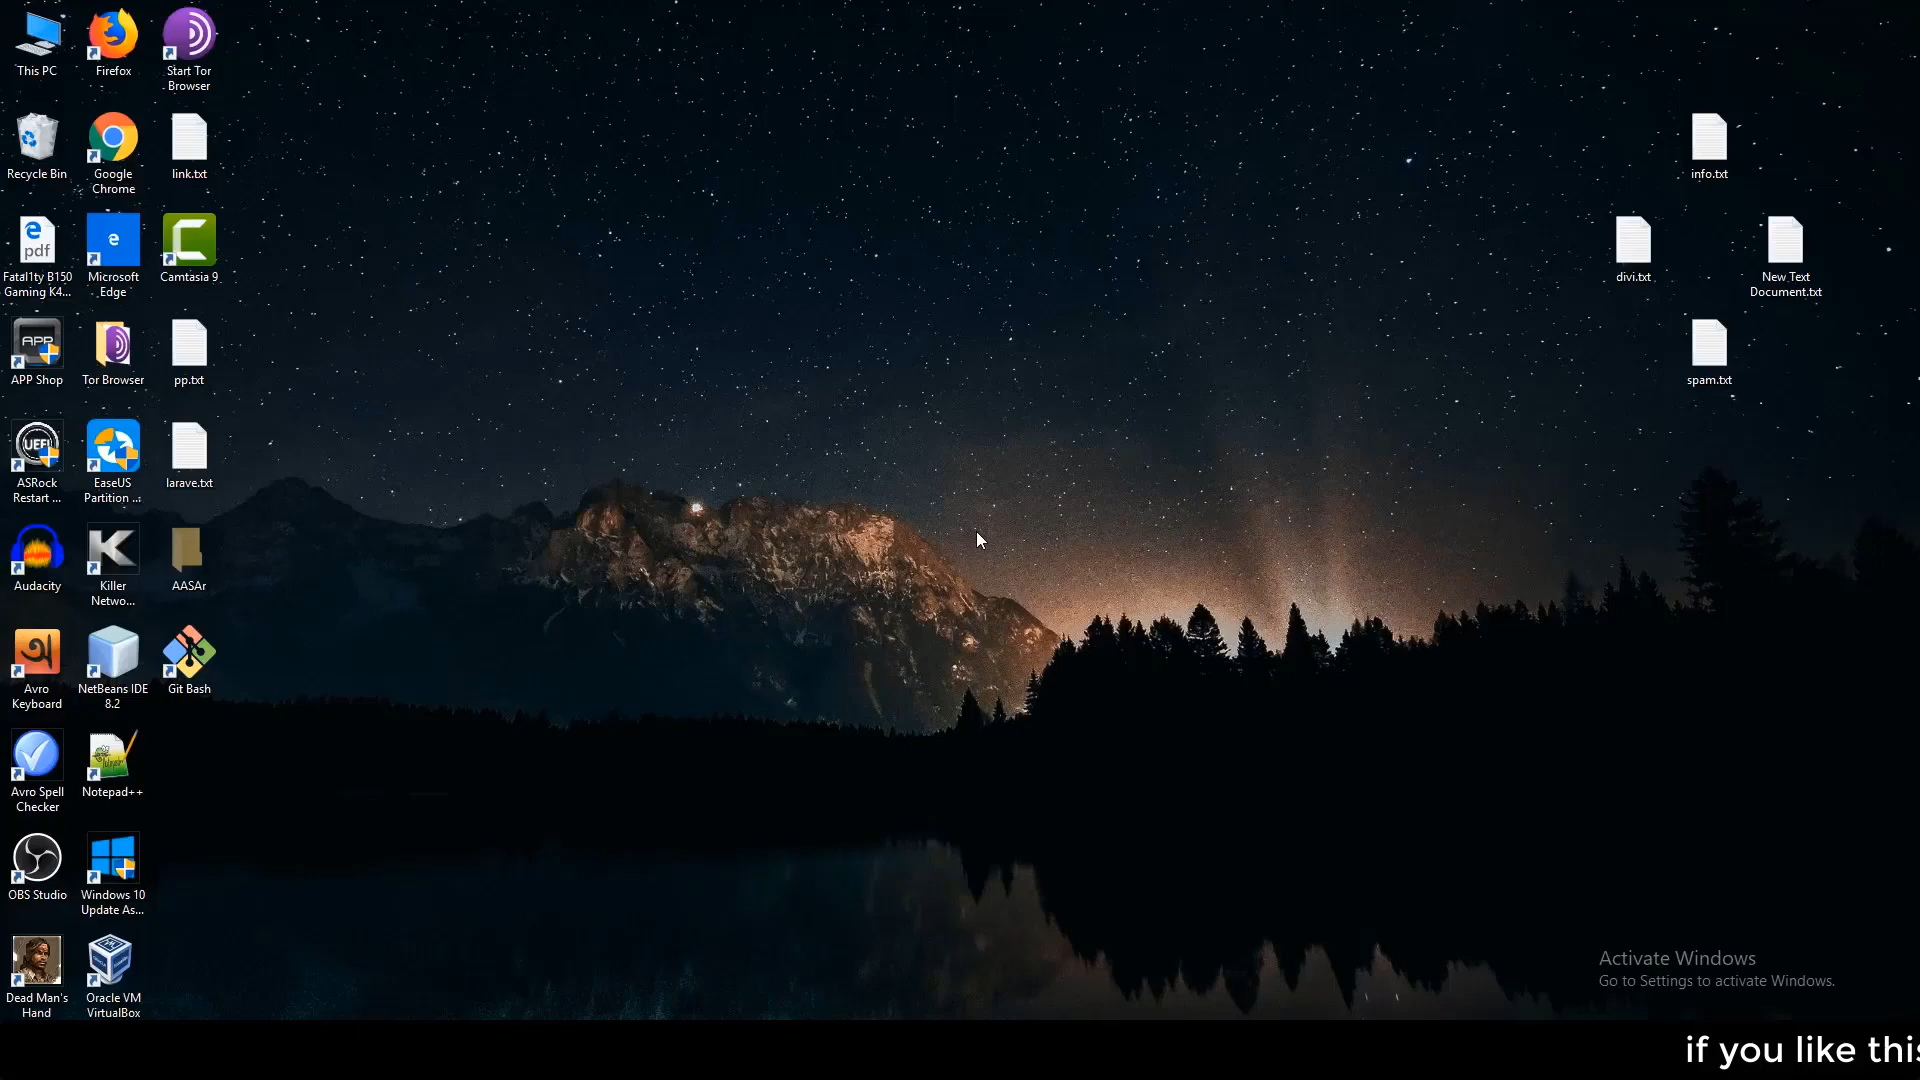 This PC
Firefox
Start Tor
Browser
Recycle Bin
Google
Chrome
link.txt
pdf
Fatal1ty B150
Gaming K4...
Microsoft
Edge
Camtasia 9
APP
APP Shop
Tor Browser
pp.txt
UEFI
ASRock
Restart ...
EaseUS
Partition ...
larave.txt
Audacity
Killer
Netwo...
AASAr
অ
Avro
Keyboard
NetBeans IDE
8.2
Git Bash
Avro Spell
Checker
Notepad++
OBS Studio
Windows 10
Update As...
Dead Man's
Hand
Oracle VM
VirtualBox
info.txt
divi.txt
New Text
Document.txt
spam.txt
Activate Windows
Go to Settings to activate Windows.
if you like this